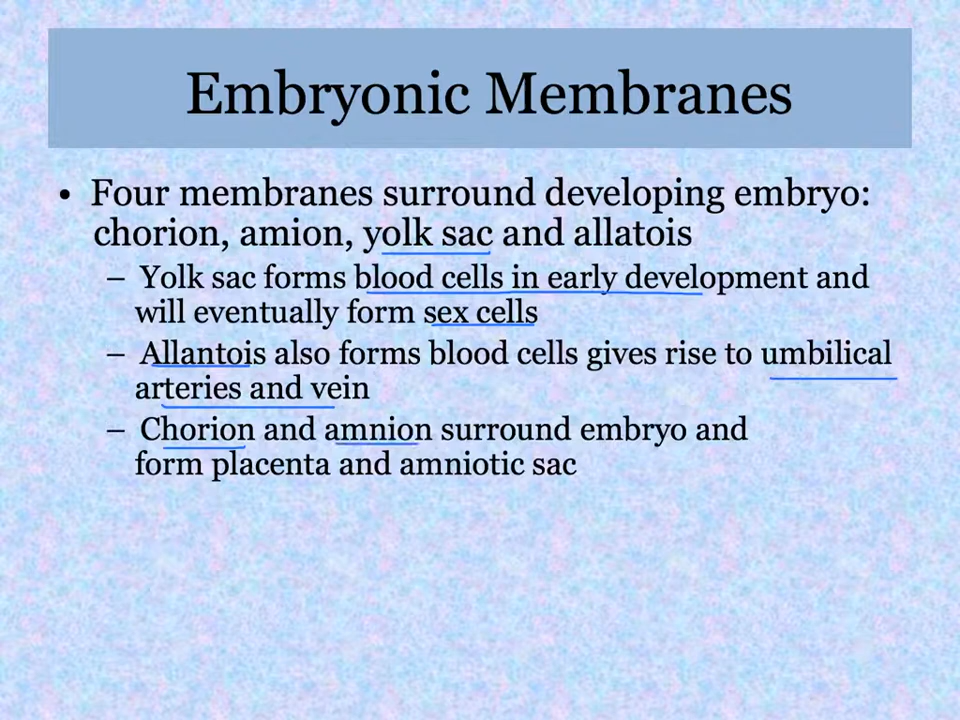 Embryonic Membranes
• Four membranes surround developing embryo:
chorion, amion, yolk sac and allatois
– Yolk sac forms blood cells in early development and
will eventually form sex cells
– Allantois also forms blood cells gives rise to umbilical
arteries and vein
– Chorion and amnion surround embryo and
form placenta and amniotic sac